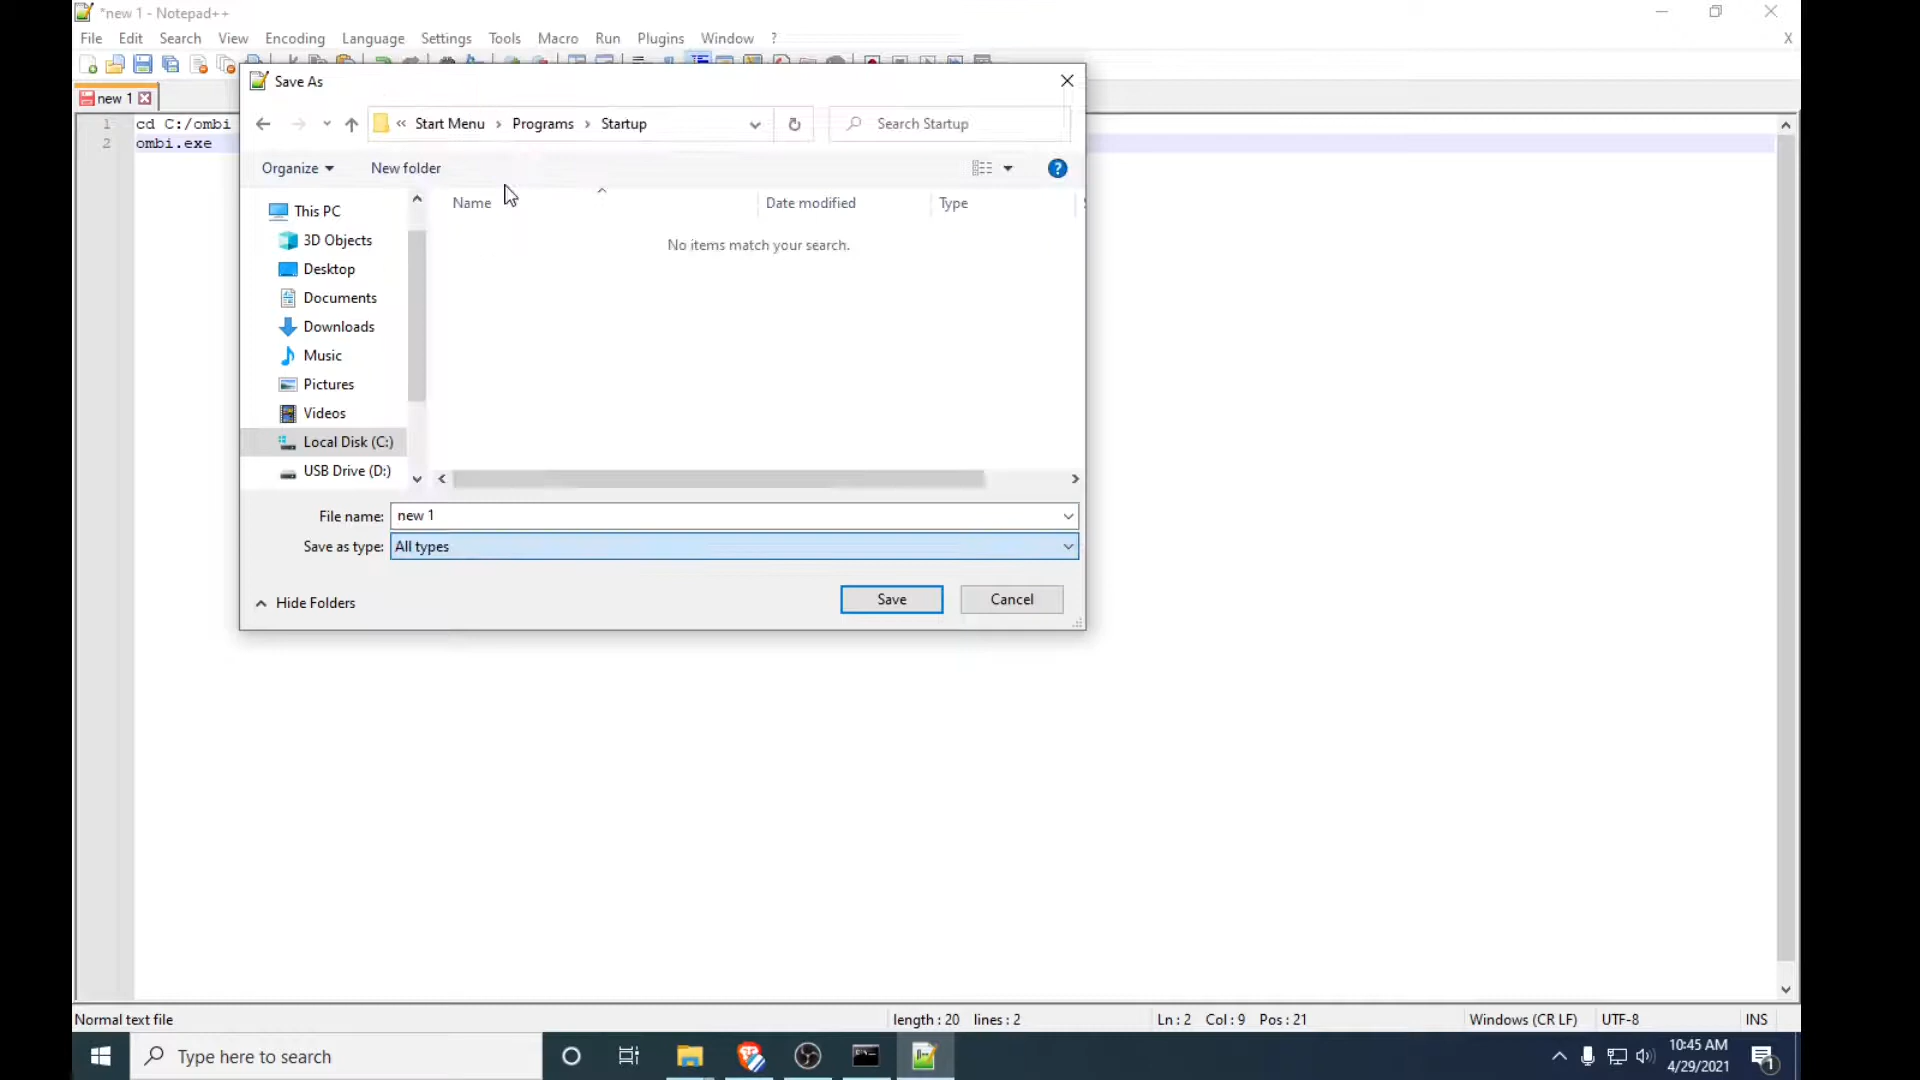 *new 1 - Notepad++
File Edit Search View Encoding Language Settings Tools Macro Run Plugins Window ? X
new 1
1 cd C:/ombi
2 ombi.exe
Save As
« Start Menu › Programs › Startup
Search Startup
Organize New folder
Name Date modified Type
No items match your search.
This PC
3D Objects
Desktop
Documents
Downloads
Music
Pictures
Videos
Local Disk (C:)
USB Drive (D:)
File name: new 1
Save as type: All types
Hide Folders
Save Cancel
Normal text file length : 20 lines : 2 Ln : 2 Col : 9 Pos : 21 Windows (CR LF) UTF-8 INS
Type here to search
10:45 AM
4/29/2021
1